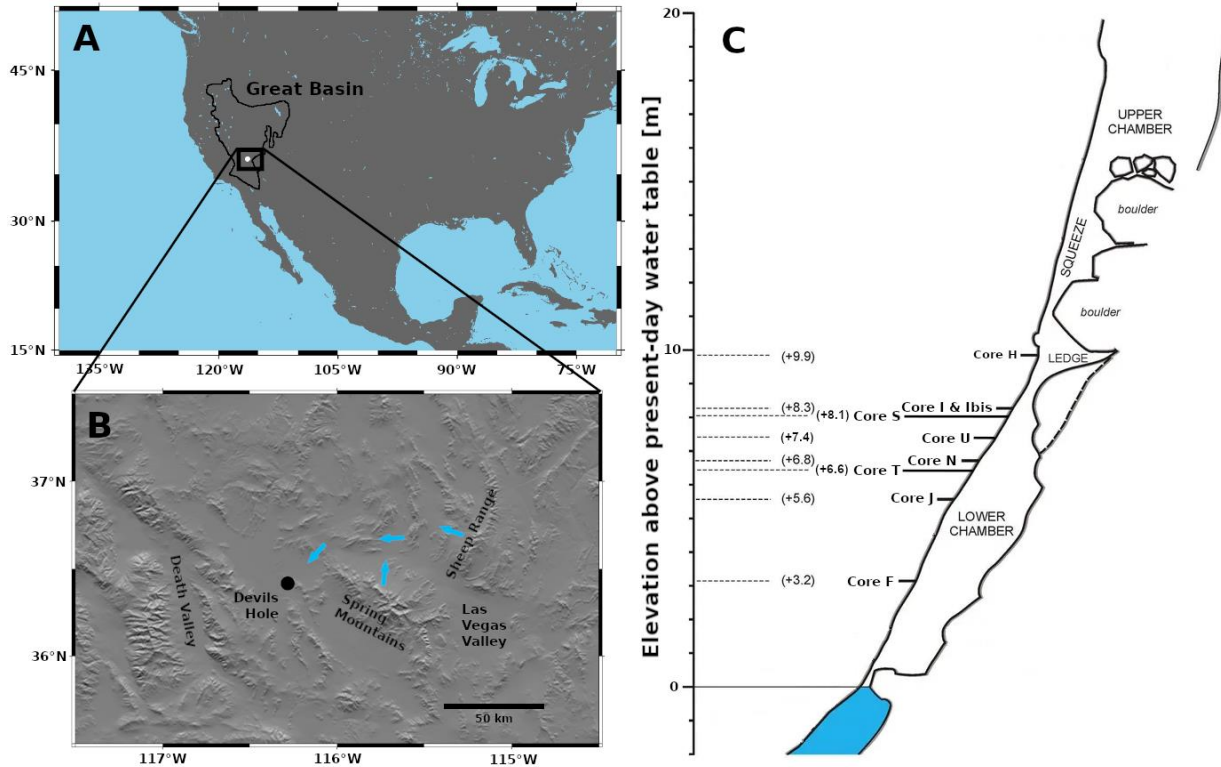 A
45°N
Great Basin
30°N
15°N
135°W
120°W
105°W
90°W
75°W
B
37°N
36°N
Death Valley
Devils
Hole
Spring
Mountains
Sheep Range
Las
Vegas
Valley
50 km
117°W
116°W
115°W
C
Elevation above present-day water table [m]
20
10
0
UPPER
CHAMBER
boulder
SQUEEZE
boulder
LEDGE
(+9.9) Core H
(+8.3) Core I & Ibis
(+8.1) Core S
(+7.4) Core U
(+6.8) Core N
(+6.6) Core T
(+5.6) Core J
LOWER
CHAMBER
(+3.2) Core F